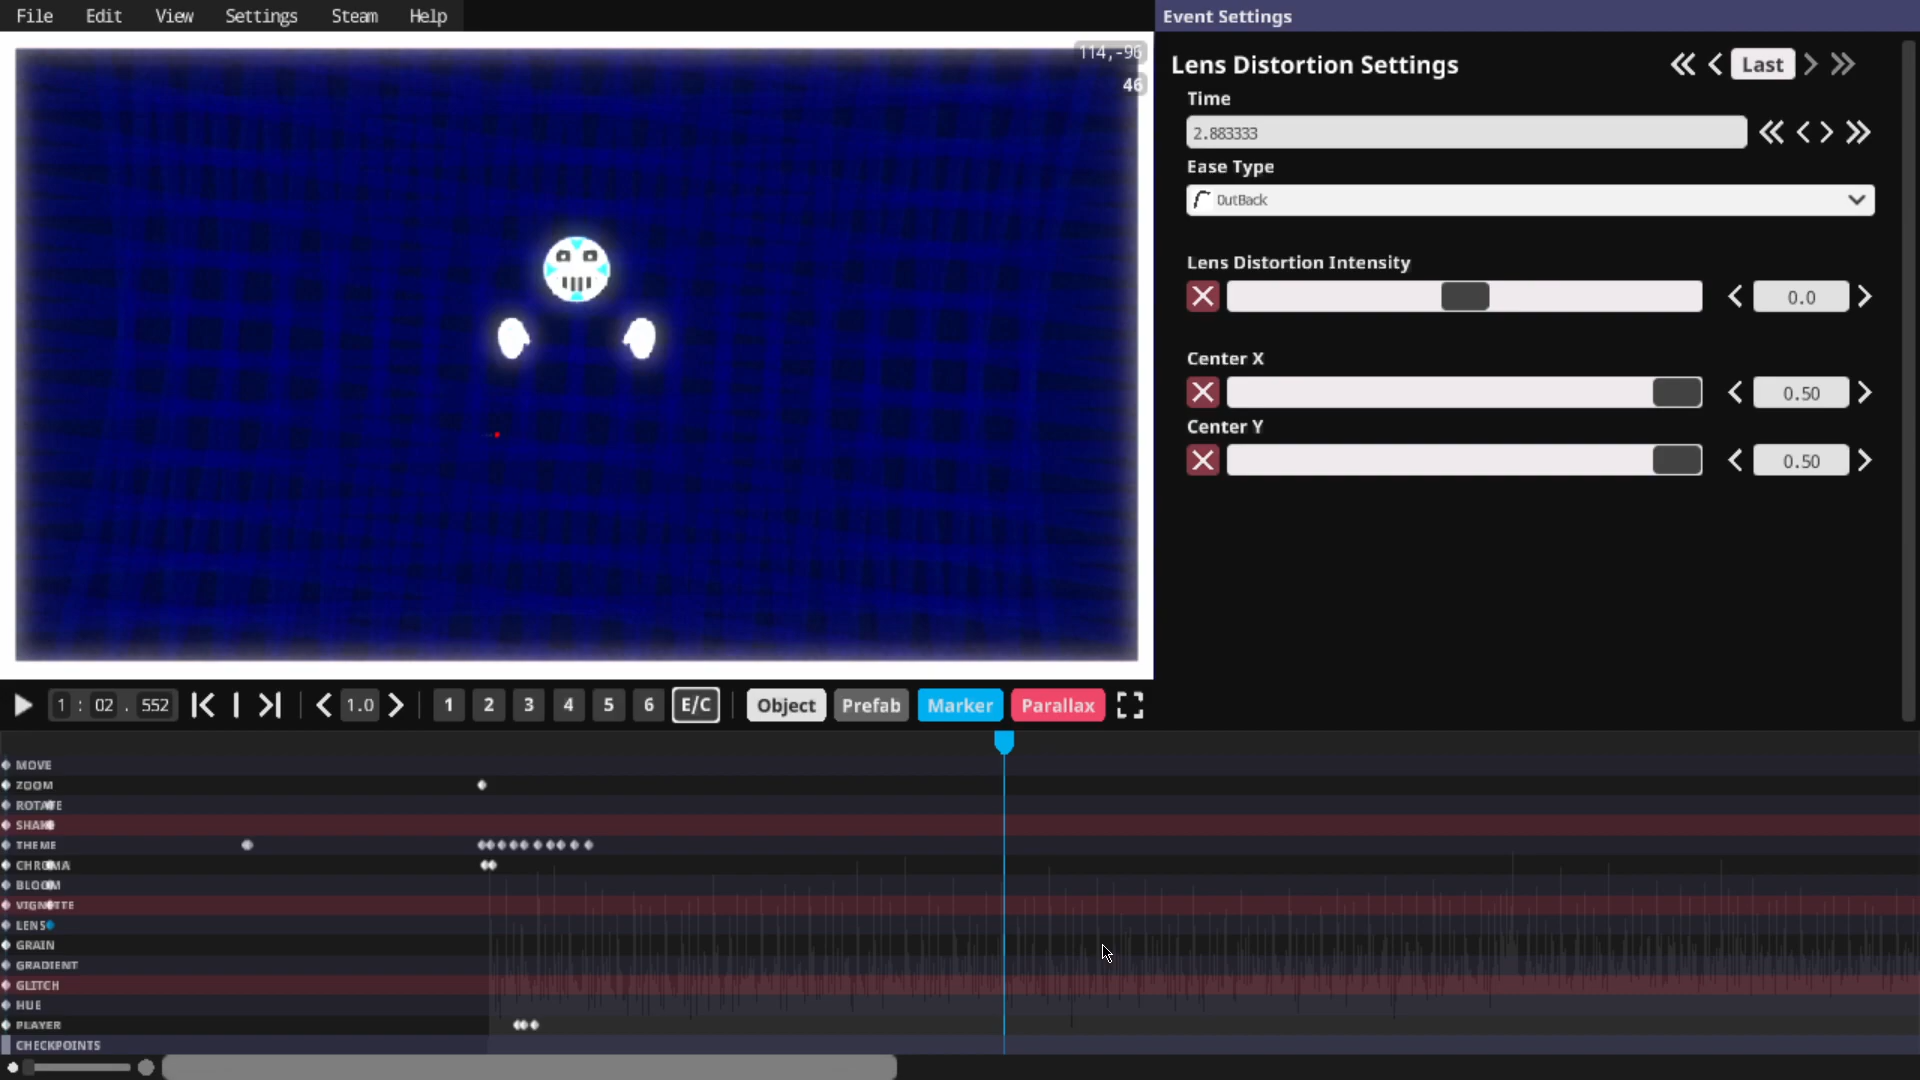 File Edit View Settings Steam Help
Event Settings
114,-96
46
Lens Distortion Settings
Last
Time
2.883333
Ease Type
OutBack
Lens Distortion Intensity
0.0
Center X
0.50
Center Y
0.50
1 : 02 . 552
1.0
1 2 3 4 5 6 E/C
Object Prefab Marker Parallax
MOVE
ZOOM
ROTATE
SHAKE
THEME
CHROMA
BLOOM
VIGNETTE
LENS
GRAIN
GRADIENT
GLITCH
HUE
PLAYER
CHECKPOINTS